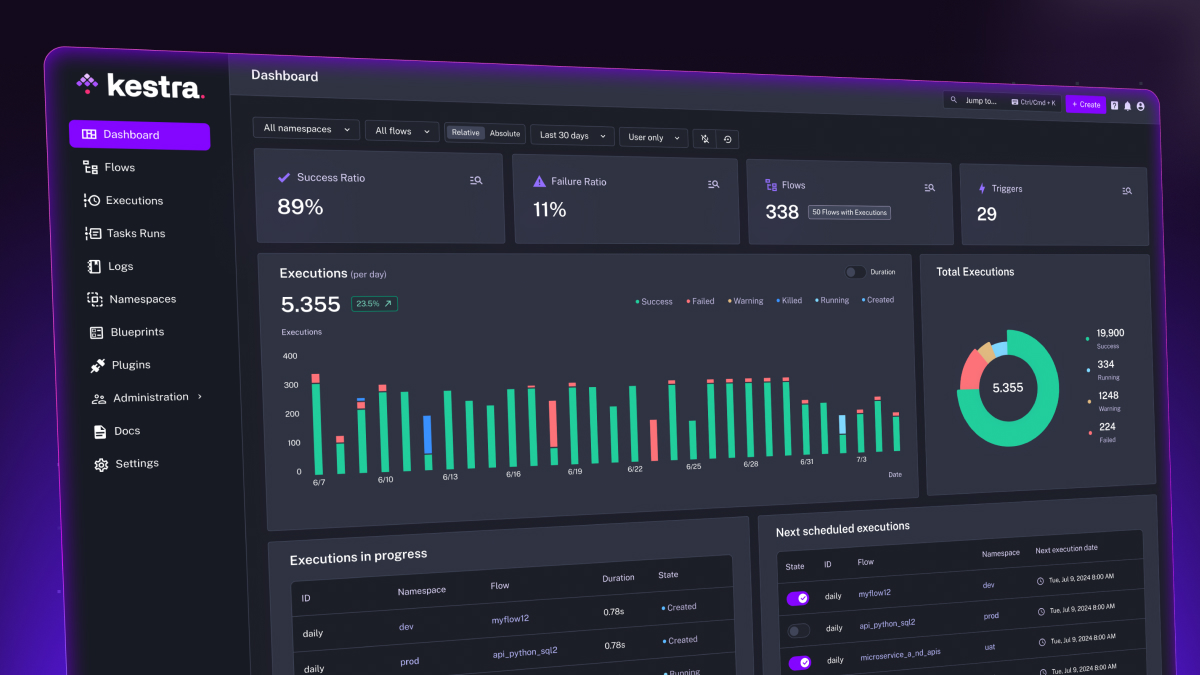 kestra.
Dashboard
Flows
Executions
Tasks Runs
Logs
Namespaces
Blueprints
Plugins
Administration
Docs
Settings
Dashboard
Jump to... Ctrl/Cmd + K + Create
All namespaces All flows Relative Absolute Last 30 days User only
Success Ratio
89%
Failure Ratio
11%
Flows
338 50 Flows with Executions
Triggers
29
Executions (per day) Duration
5.355 23.5%
Success Failed Warning Killed Running Created
Executions
400
300
200
100
0
6/7 6/10 6/13 6/16 6/19 6/22 6/25 6/28 6/31 7/3
Date
Total Executions
5.355
19,900
Success
334
Running
1248
Warning
224
Failed
Executions in progress
ID Namespace Flow Duration State
daily dev myflow12 0.78s Created
daily prod api_python_sql2 0.78s Created
Running
Next scheduled executions
State ID Flow Namespace Next execution date
daily myflow12 dev Tue, Jul 9, 2024 8:00 AM
daily api_python_sql2 prod Tue, Jul 9, 2024 8:00 AM
daily microservice_a_nd_apis uat Tue, Jul 9, 2024 8:00 AM
Tue, Jul 9, 2024 8:00 AM